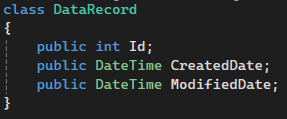 class DataRecord
{
    public int Id;
    public DateTime CreatedDate;
    public DateTime ModifiedDate;
}